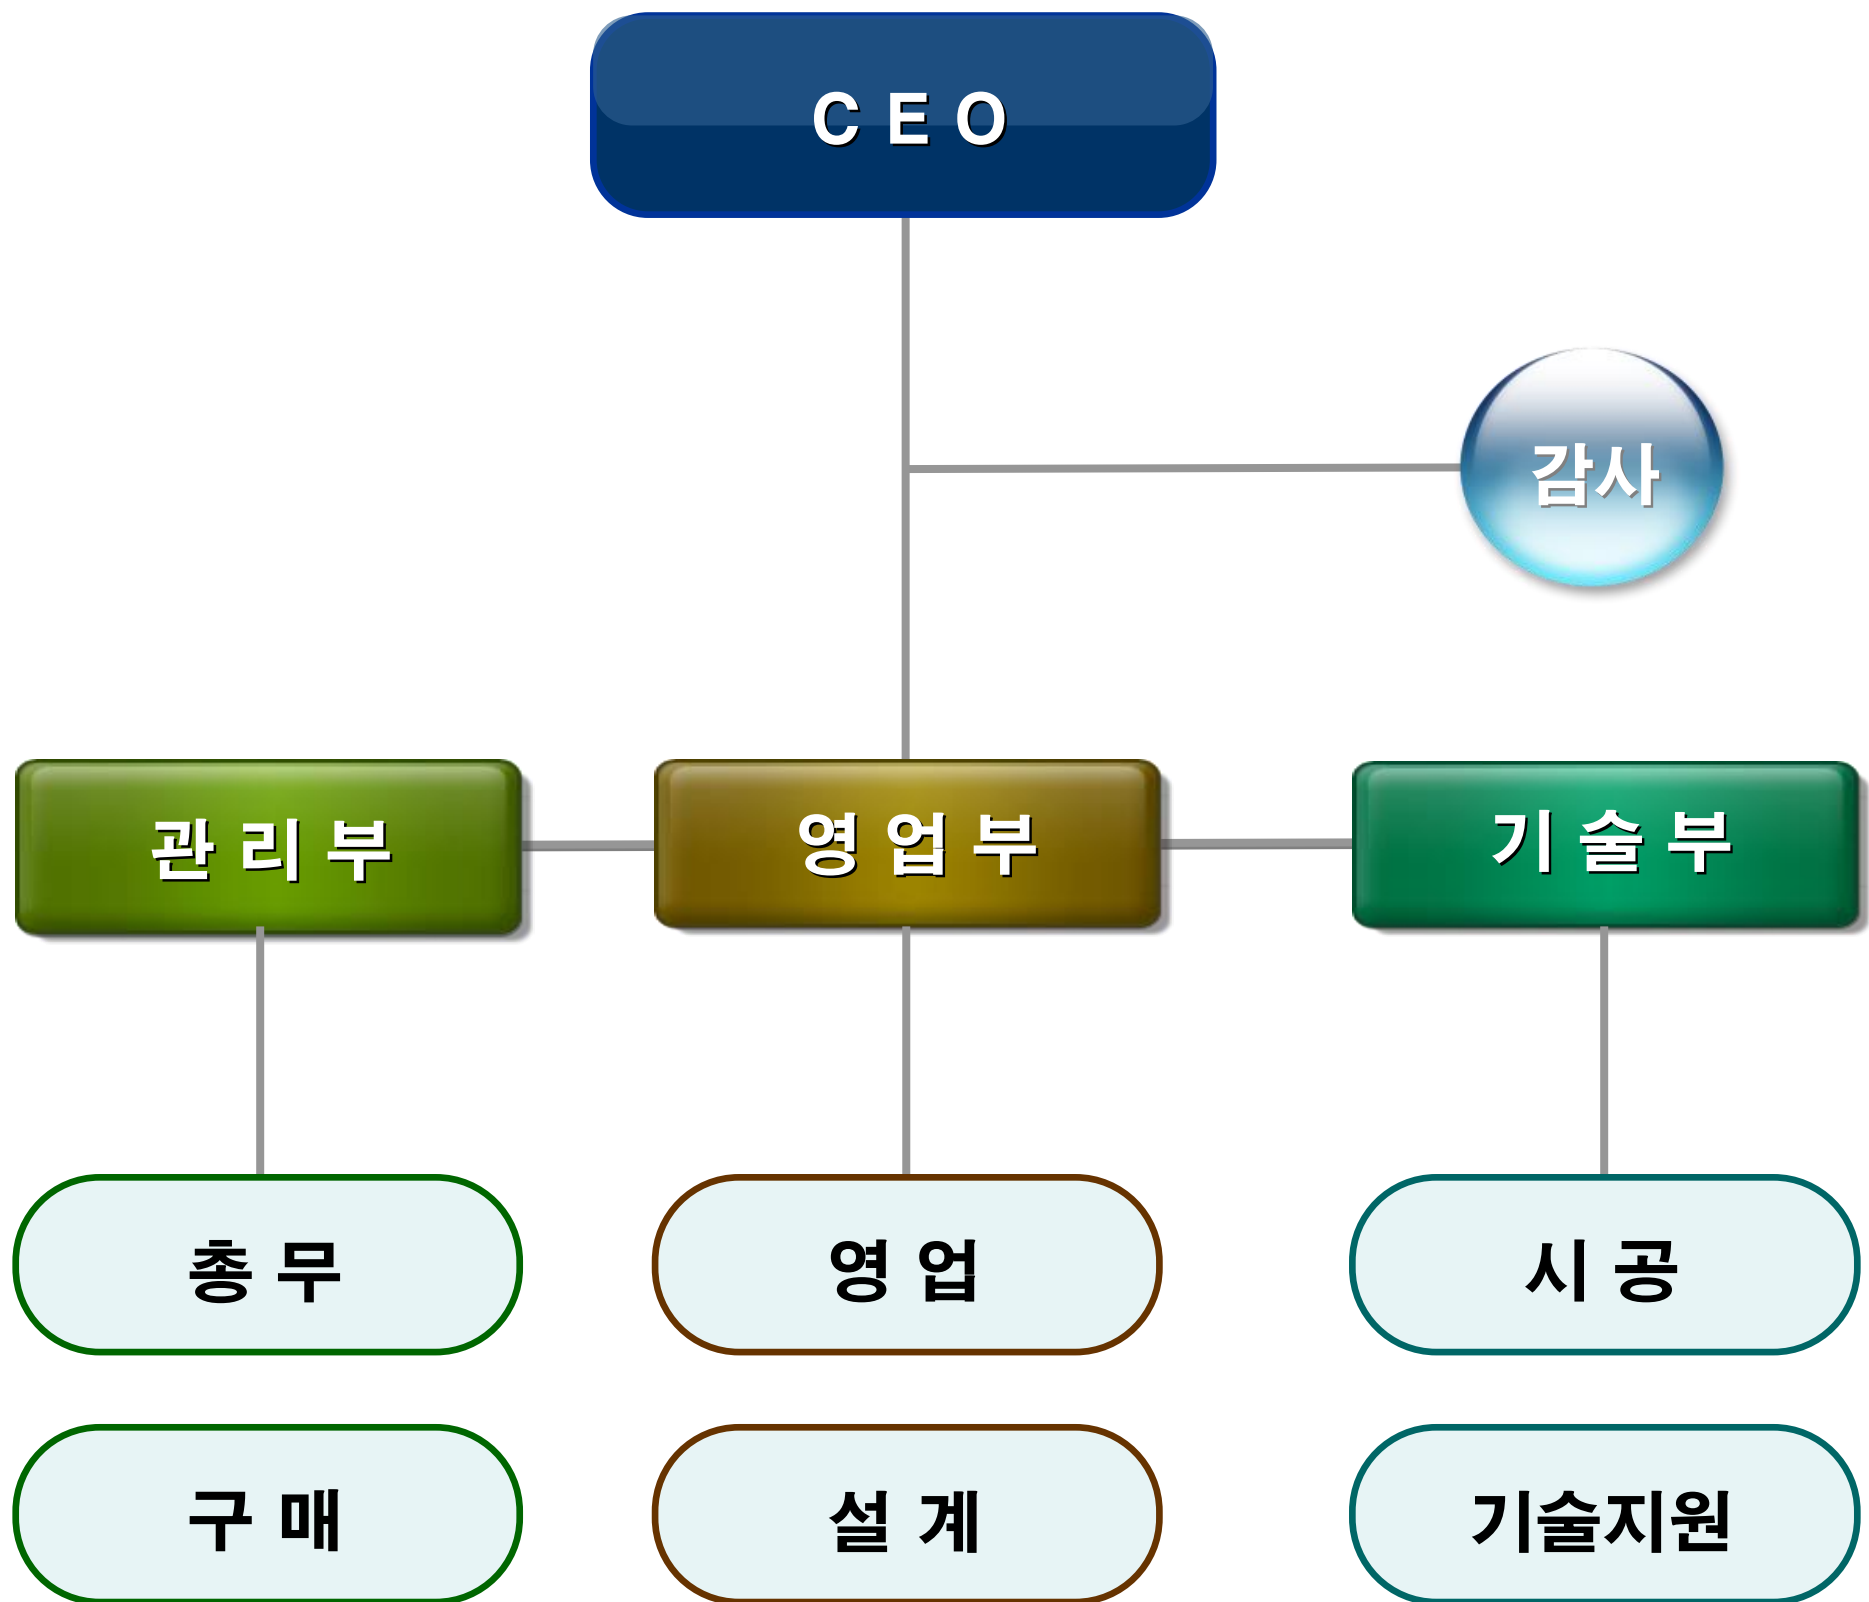 C E O
감사
관 리 부
영 업 부
기 술 부
총 무
영 업
시 공
구 매
설 계
기술지원